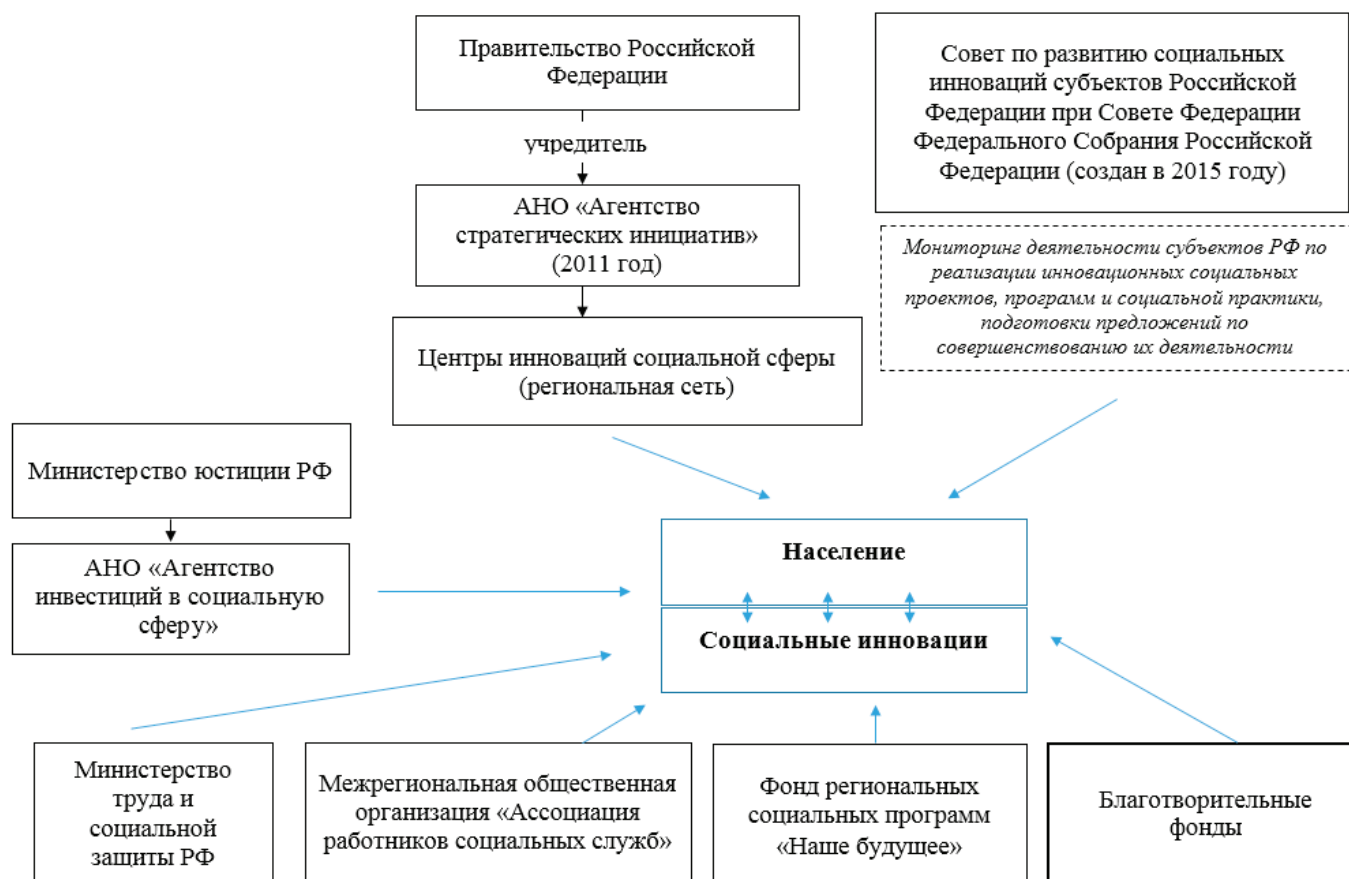 Правительство Российской
Федерации
учредитель
АНО «Агентство
стратегических инициатив»
(2011 год)
Центры инноваций социальной сферы
(региональная сеть)
Совет по развитию социальных
инноваций субъектов Российской
Федерации при Совете Федерации
Федерального Собрания Российской
Федерации (создан в 2015 году)
Мониторинг деятельности субъектов РФ по
реализации инновационных социальных
проектов, программ и социальной практики,
подготовки предложений по
совершенствованию их деятельности
Министерство юстиции РФ
АНО «Агентство
инвестиций в социальную
сферу»
Население
Социальные инновации
Министерство
труда и
социальной
защиты РФ
Межрегиональная общественная
организация «Ассоциация
работников социальных служб»
Фонд региональных
социальных программ
«Наше будущее»
Благотворительные
фонды